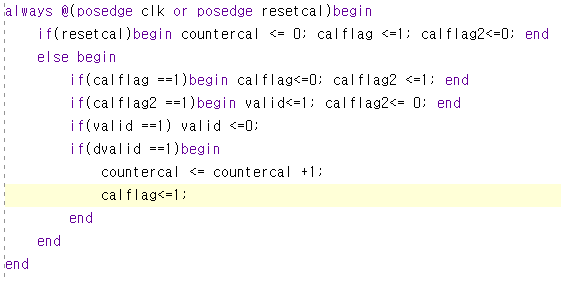 always @(posedge clk or posedge resetcal)begin
if(resetcal)begin countercal <= 0; calflag <=1; calflag2<=0; end
else begin
if(calflag ==1)begin calflag<=0; calflag2 <=1; end
if(calflag2 ==1)begin valid<=1; calflag2<= 0; end
if(valid ==1) valid <=0;
if(dvalid ==1)begin
countercal <= countercal +1;
calflag<=1;
end
end
end